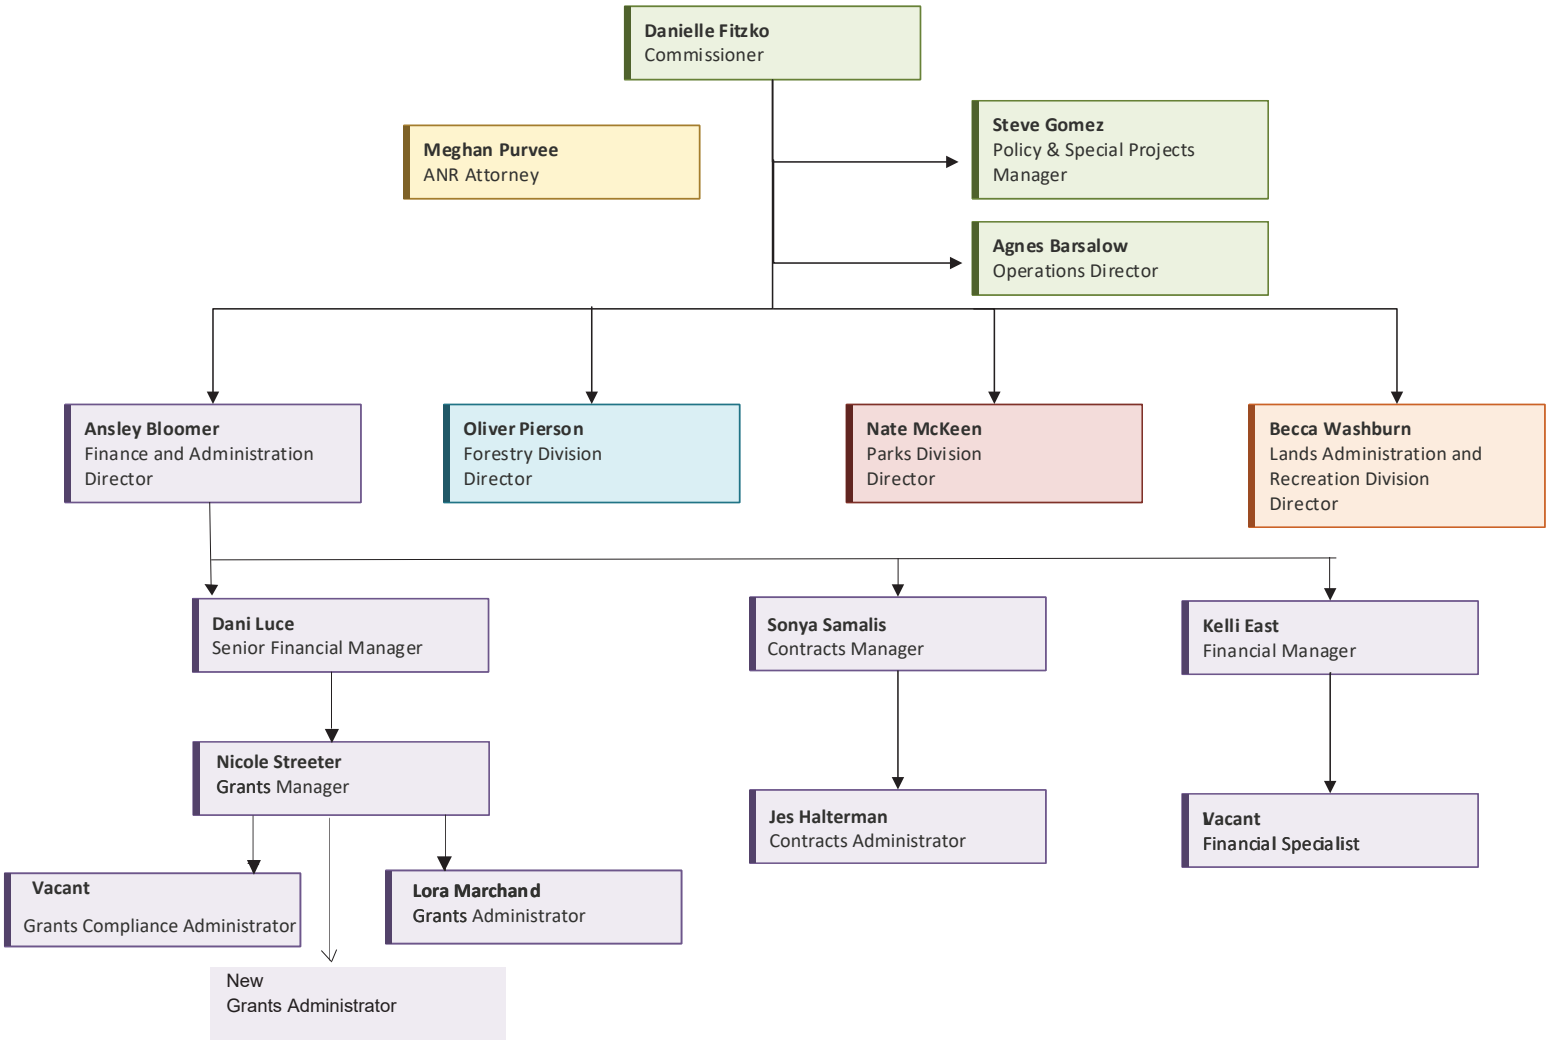 Danielle Fitzko
Commissioner
Meghan Purvee
ANR Attorney
Steve Gomez
Policy & Special Projects
Manager
Agnes Barsalow
Operations Director
Ansley Bloomer
Finance and Administration
Director
Oliver Pierson
Forestry Division
Director
Nate McKeen
Parks Division
Director
Becca Washburn
Lands Administration and
Recreation Division
Director
Dani Luce
Senior Financial Manager
Sonya Samalis
Contracts Manager
Kelli East
Financial Manager
Nicole Streeter
Grants Manager
Jes Halterman
Contracts Administrator
Vacant
Financial Specialist
Vacant
Grants Compliance Administrator
Lora Marchand
Grants Administrator
New
Grants Administrator